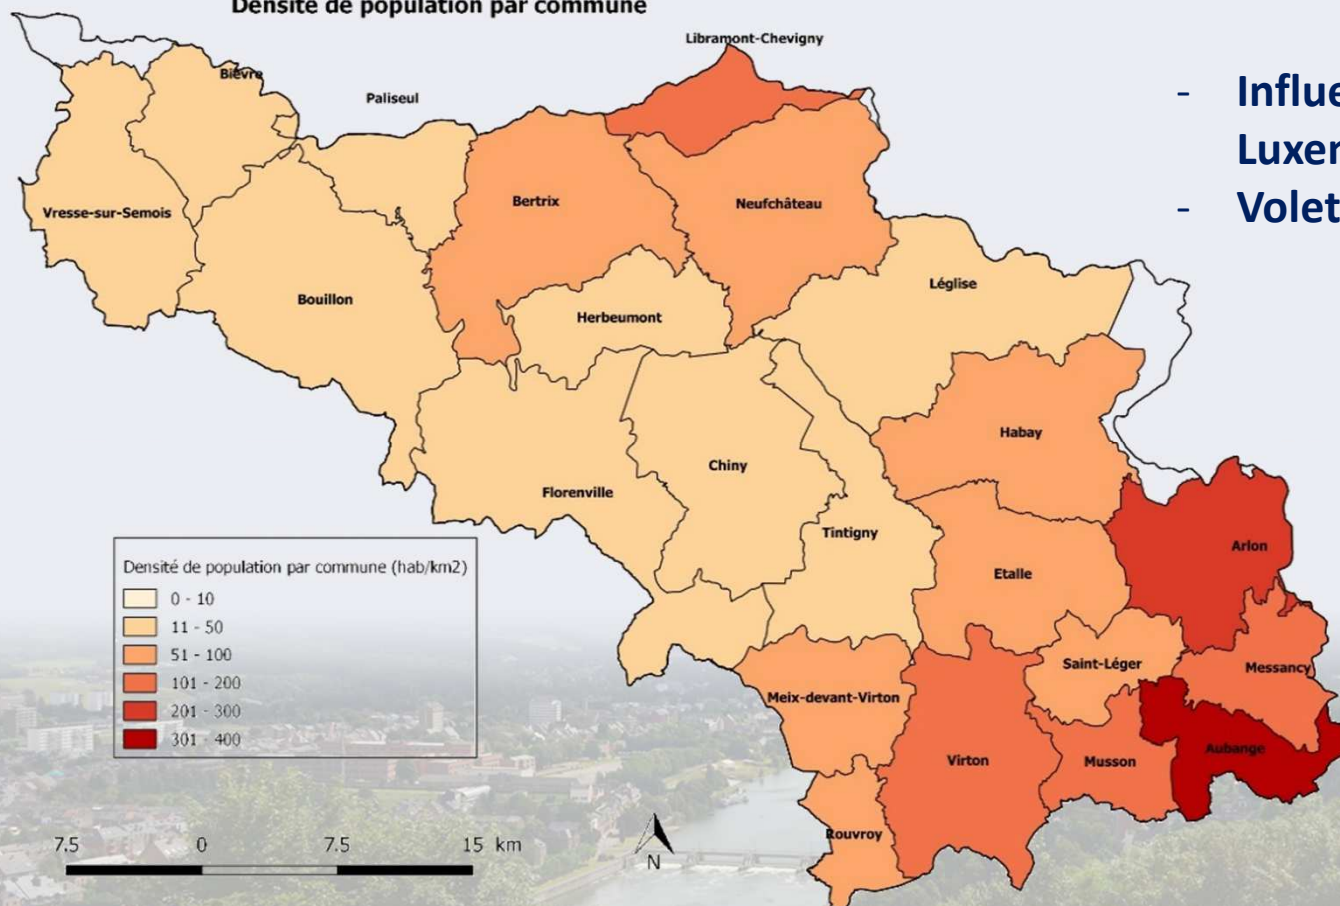 Densité de population par commune
Libramont-Chevigny
Bièvre
Paliseul
- Influe
Luxer
- Volet
Bertrix
Neufchâteau
Vresse-sur-Semois
Léglise
Bouillon
Herbeumont
Habay
Chiny
Florenville
Tintigny
Arlon
Etalle
Densité de population par commune (hab/km2)
0 - 10
11 - 50
51 - 100
101 - 200
201 - 300
301 - 400
Saint-Léger
Messancy
Meix-devant-Virton
Aubange
Virton
Musson
Rouvroy
7.5 0 7.5 15 km
N